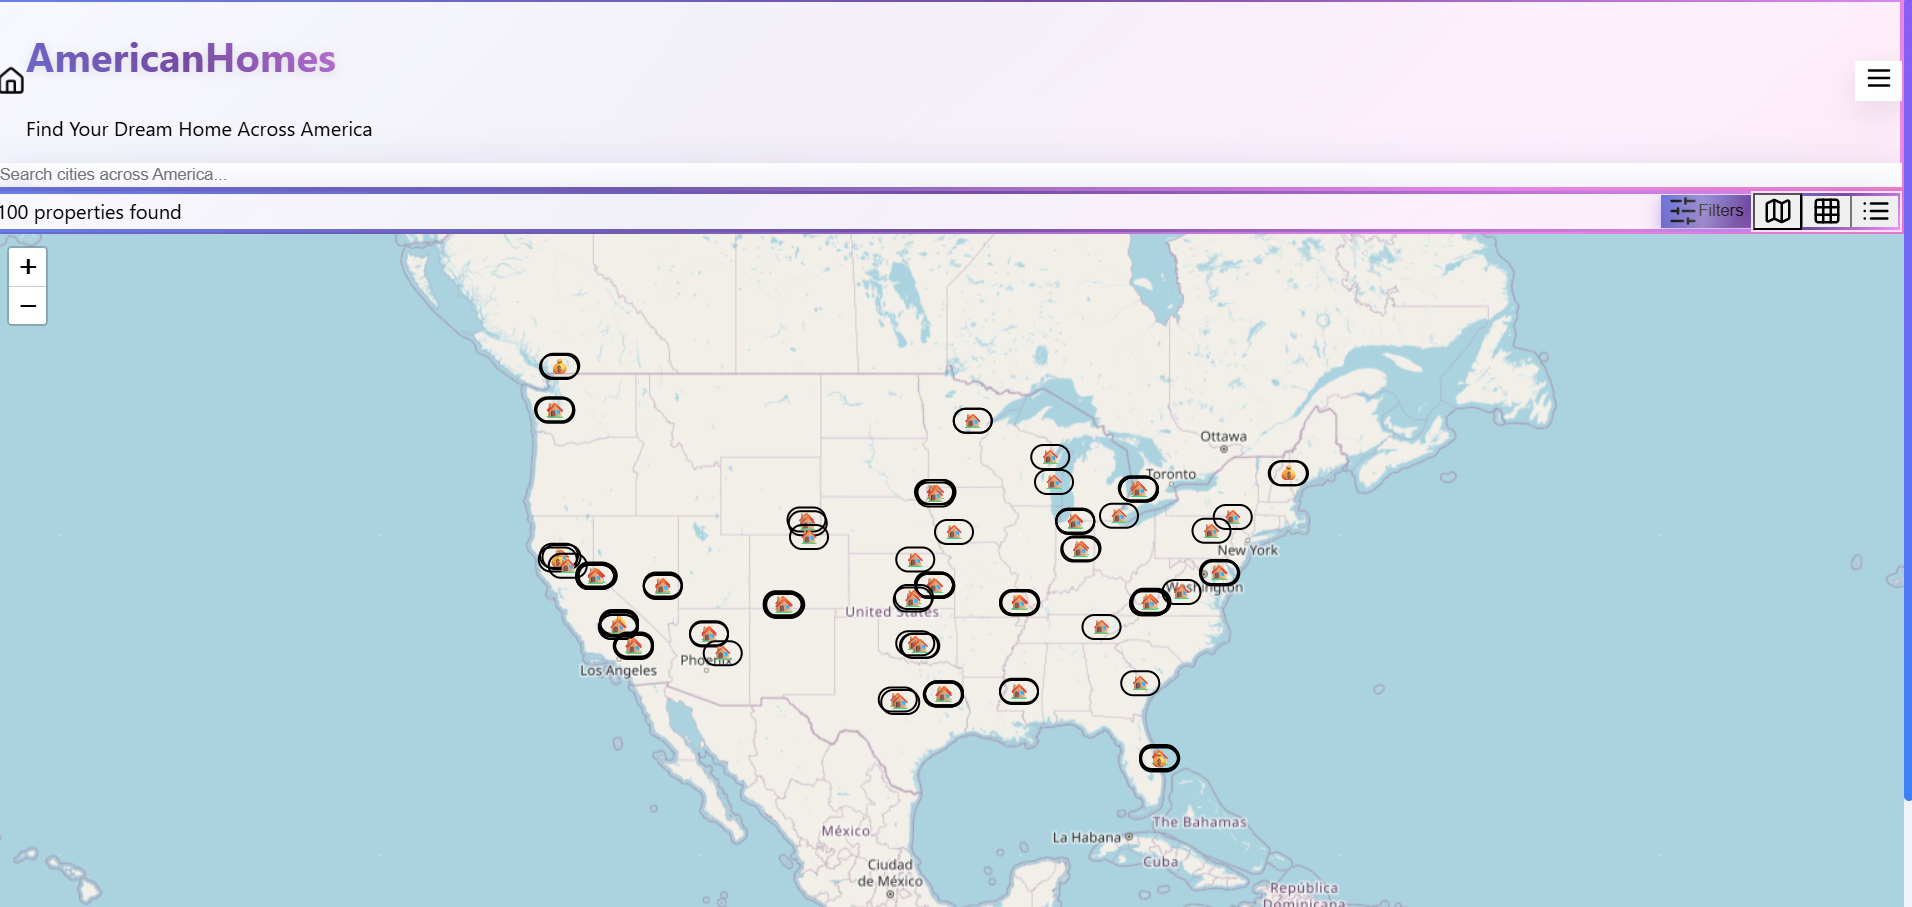 AmericanHomes
Find Your Dream Home Across America
Search cities across America...
100 properties found
Filters
+
−
Ottawa
Toronto
New York
Washington
United States
Los Angeles
Phoenix
México
Ciudad
de México
La Habana
The Bahamas
Cuba
República
Dominicana